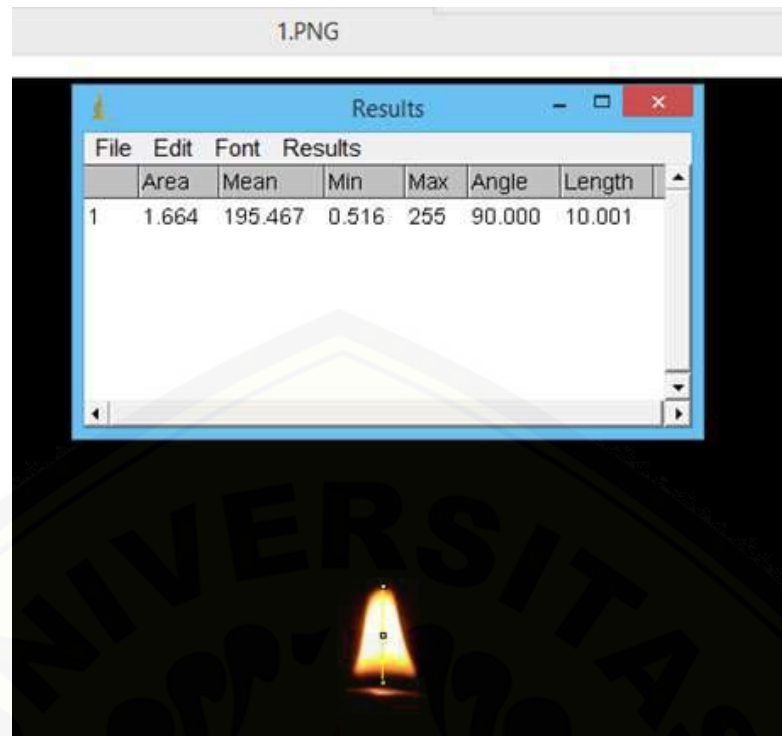 1.PNG
Results
File Edit Font Results
Area Mean Min Max Angle Length
1 1.664 195.467 0.516 255 90.000 10.001
UNIVERSITAS